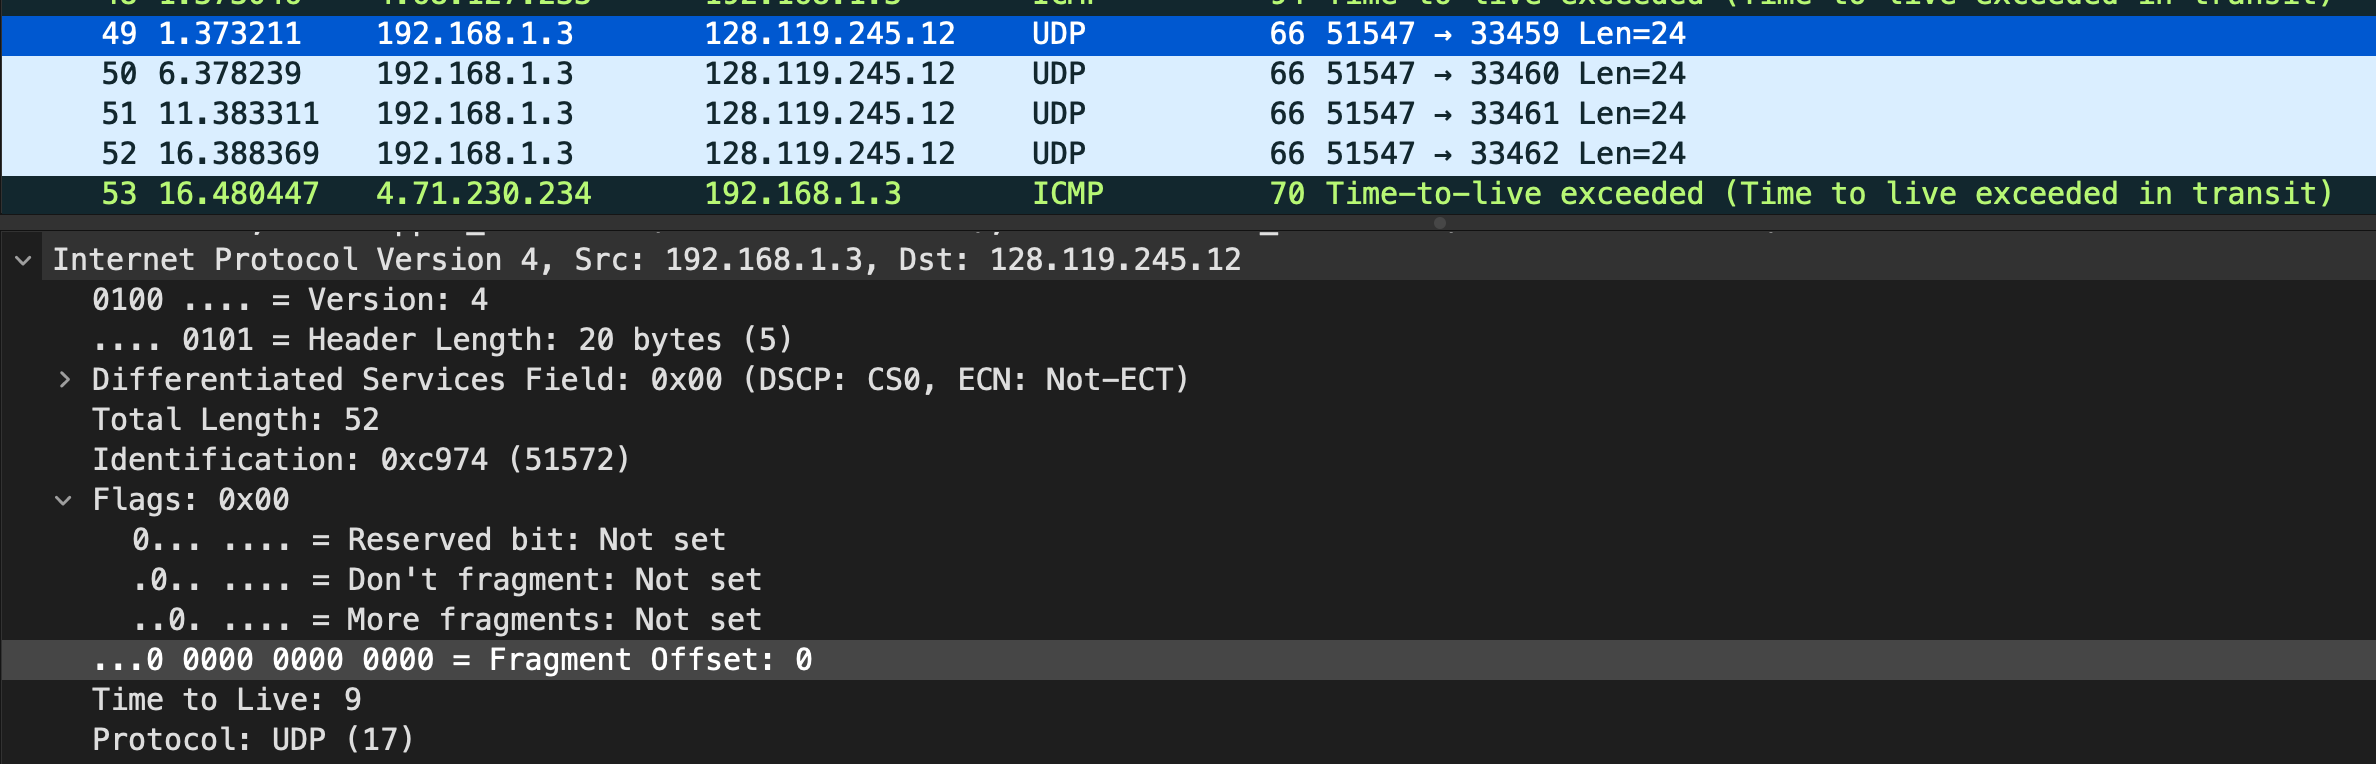 49 1.373211 192.168.1.3 128.119.245.12 UDP 66 51547 → 33459 Len=24
50 6.378239 192.168.1.3 128.119.245.12 UDP 66 51547 → 33460 Len=24
51 11.383311 192.168.1.3 128.119.245.12 UDP 66 51547 → 33461 Len=24
52 16.388369 192.168.1.3 128.119.245.12 UDP 66 51547 → 33462 Len=24
53 16.480447 4.71.230.234 192.168.1.3 ICMP 70 Time-to-live exceeded (Time to live exceeded in transit)
Internet Protocol Version 4, Src: 192.168.1.3, Dst: 128.119.245.12
0100 .... = Version: 4
.... 0101 = Header Length: 20 bytes (5)
Differentiated Services Field: 0x00 (DSCP: CS0, ECN: Not-ECT)
Total Length: 52
Identification: 0xc974 (51572)
Flags: 0x00
0... .... = Reserved bit: Not set
.0.. .... = Don't fragment: Not set
..0. .... = More fragments: Not set
...0 0000 0000 0000 = Fragment Offset: 0
Time to Live: 9
Protocol: UDP (17)